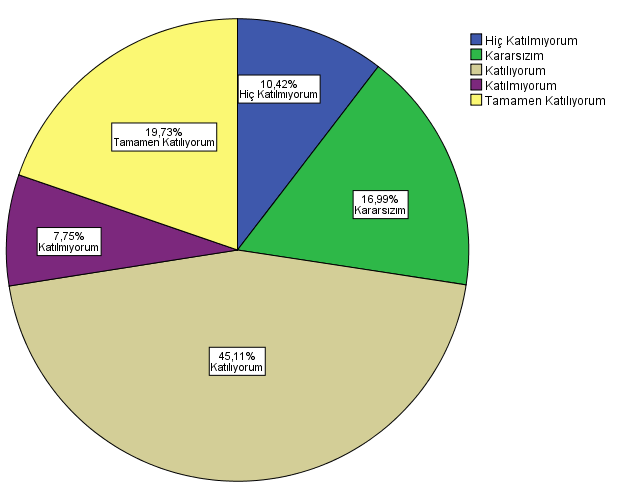 10,42%
Hiç Katılmıyorum
16,99%
Kararsızım
45,11%
Katılıyorum
7,75%
Katılmıyorum
19,73%
Tamamen Katılıyorum
Hiç Katılmıyorum
Kararsızım
Katılıyorum
Katılmıyorum
Tamamen Katılıyorum